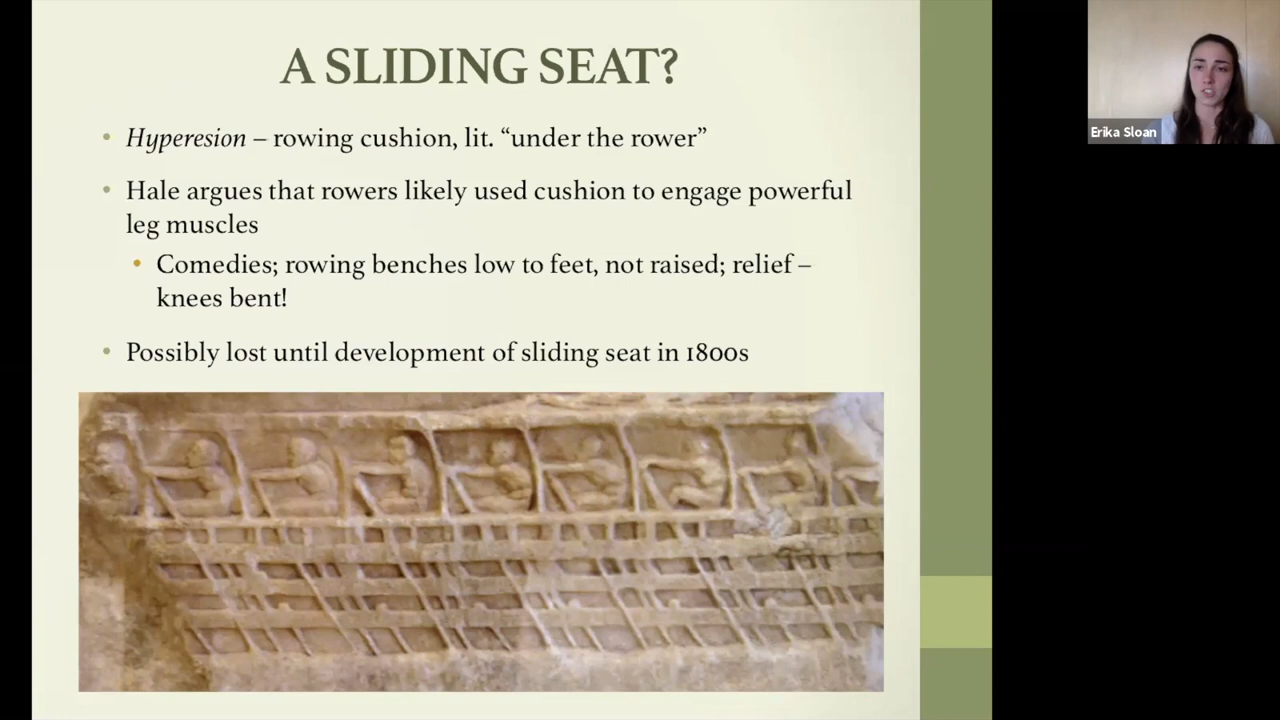 A SLIDING SEAT?
• Hyperesion – rowing cushion, lit. “under the rower”
• Hale argues that rowers likely used cushion to engage powerful
leg muscles
• Comedies; rowing benches low to feet, not raised; relief –
knees bent!
• Possibly lost until development of sliding seat in 1800s
Erika Sloan